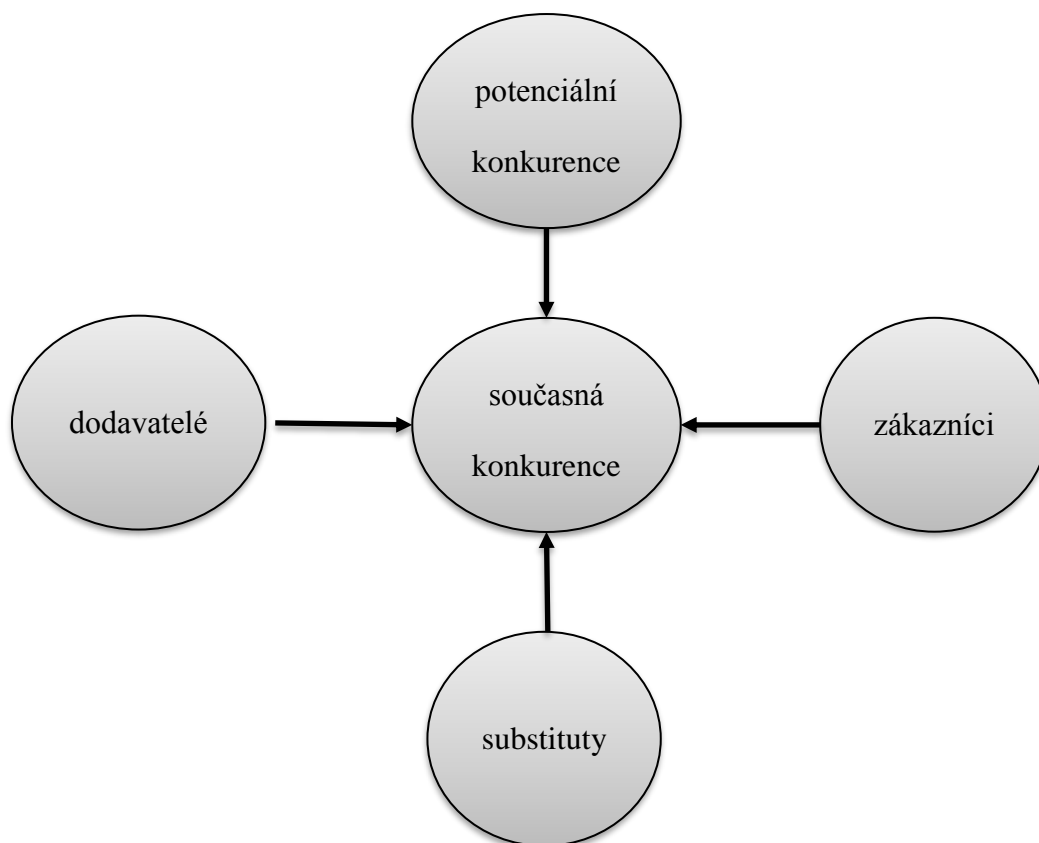 potenciální
konkurence
dodavatelé
současná
konkurence
zákazníci
substituty